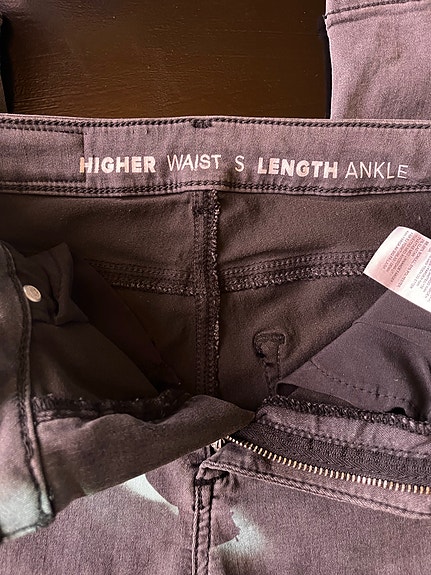 HIGHER WAIST S LENGTH ANKLE